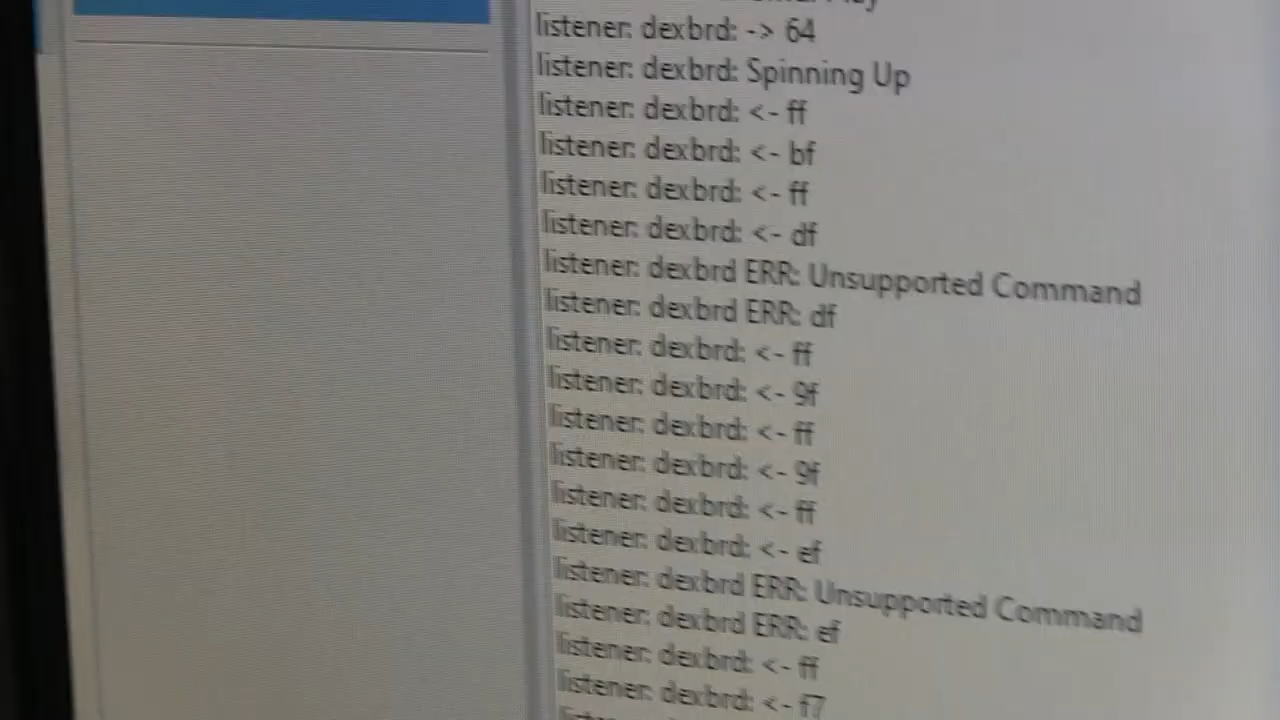 listener: dexbrd: -> 64
listener: dexbrd: Spinning Up
listener: dexbrd: <- ff
listener: dexbrd: <- bf
listener: dexbrd: <- ff
listener: dexbrd: <- df
listener: dexbrd ERR: Unsupported Command
listener: dexbrd ERR: df
listener: dexbrd: <- ff
listener: dexbrd: <- 9f
listener: dexbrd: <- ff
listener: dexbrd: <- 9f
listener: dexbrd: <- ff
listener: dexbrd: <- ef
listener: dexbrd ERR: Unsupported Command
listener: dexbrd ERR: ef
listener: dexbrd: <- ff
listener: dexbrd: <- f7